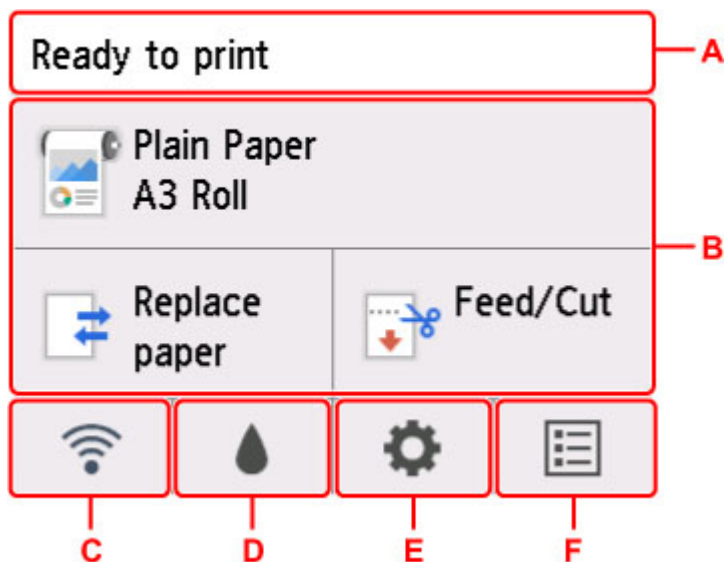 Ready to print
A
Plain Paper
A3 Roll
B
Replace
paper
Feed/Cut
C
D
E
F